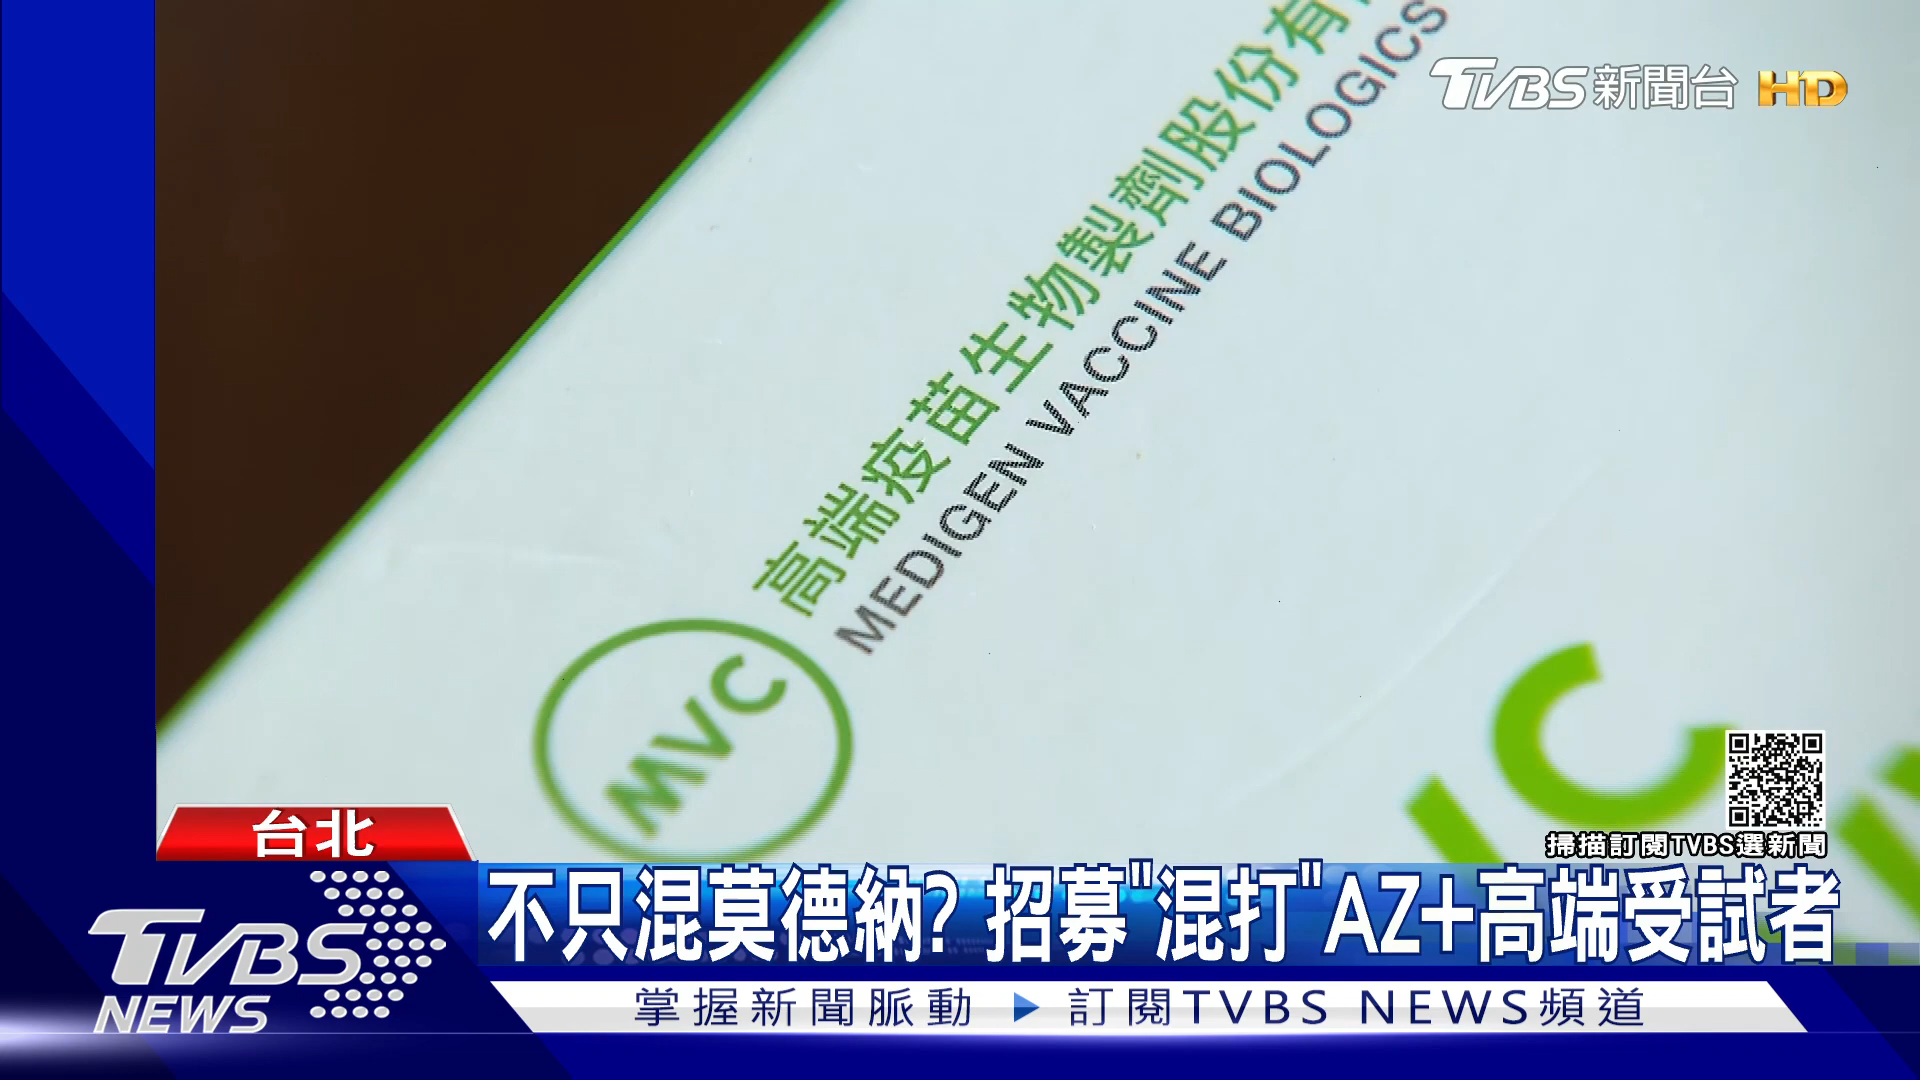 TVBS新聞台 HD
高端疫苗生物製劑股份有
MEDIGEN VACCINE BIOLOGICS
MVC
VC
掃描訂閱TVBS選新聞
台北
不只混莫德納? 招募"混打"AZ+高端受試者
TVBS
NEWS
掌握新聞脈動 ▶ 訂閱TVBS NEWS頻道